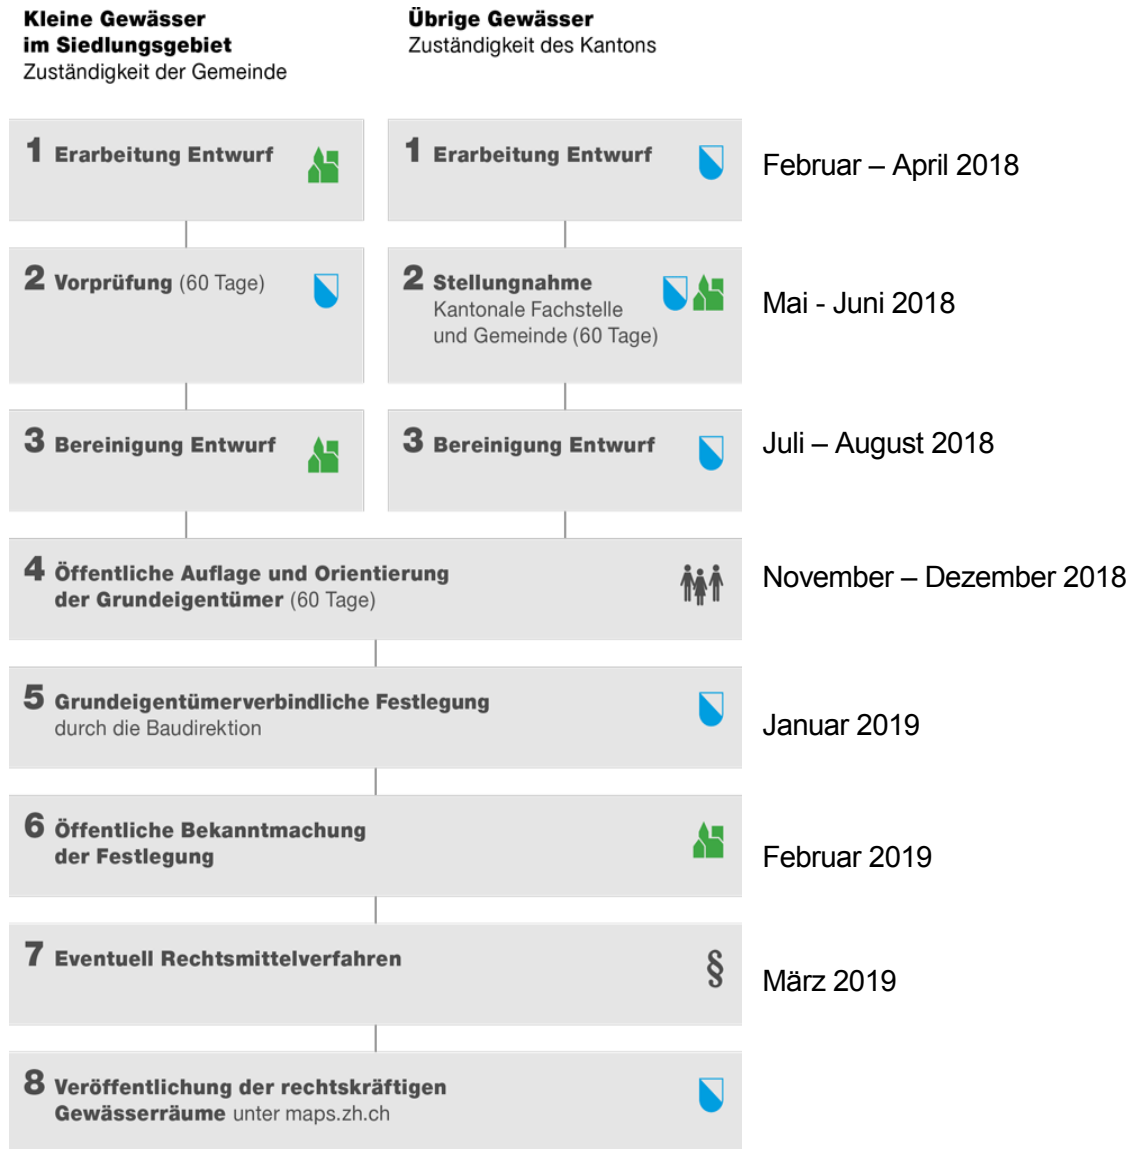 Kleine Gewässer
im Siedlungsgebiet
Zuständigkeit der Gemeinde
Übrige Gewässer
Zuständigkeit des Kantons
1 Erarbeitung Entwurf
1 Erarbeitung Entwurf
Februar – April 2018
2 Vorprüfung (60 Tage)
2 Stellungnahme
Kantonale Fachstelle
und Gemeinde (60 Tage)
Mai - Juni 2018
3 Bereinigung Entwurf
3 Bereinigung Entwurf
Juli – August 2018
4 Öffentliche Auflage und Orientierung
der Grundeigentümer (60 Tage)
November – Dezember 2018
5 Grundeigentümerverbindliche Festlegung
durch die Baudirektion
Januar 2019
6 Öffentliche Bekanntmachung
der Festlegung
Februar 2019
7 Eventuell Rechtsmittelverfahren
§
März 2019
8 Veröffentlichung der rechtskräftigen
Gewässerräume unter maps.zh.ch